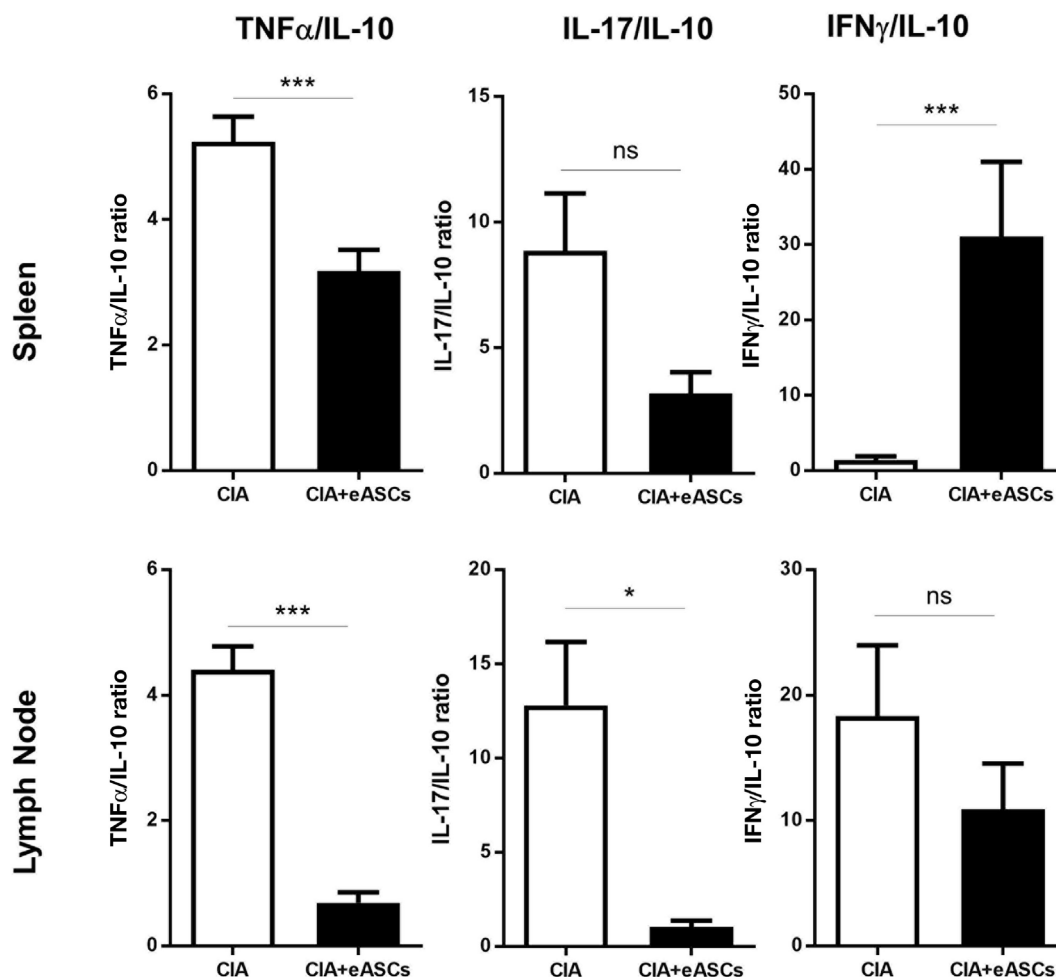 TNFα/IL-10
IL-17/IL-10
IFNγ/IL-10
Spleen
TNFα/IL-10 ratio
6
4
2
0
***
CIA
CIA+eASCs
IL-17/IL-10 ratio
15
10
5
0
ns
CIA
CIA+eASCs
IFNγ/IL-10 ratio
50
40
30
20
10
0
***
CIA
CIA+eASCs
Lymph Node
TNFα/IL-10 ratio
6
4
2
0
***
CIA
CIA+eASCs
IL-17/IL-10 ratio
20
15
10
5
0
*
CIA
CIA+eASCs
IFNγ/IL-10 ratio
30
20
10
0
ns
CIA
CIA+eASCs